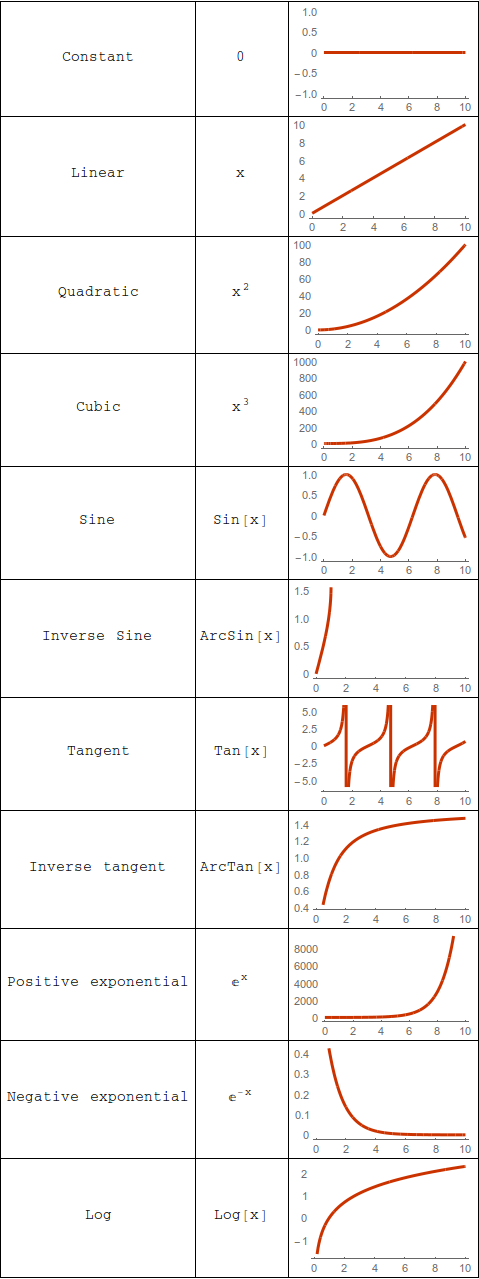 Constant 0
1.0
0.5
0
-0.5
-1.0
0 2 4 6 8 10
Linear x
10
8
6
4
2
0
0 2 4 6 8 10
Quadratic x²
100
80
60
40
20
0
0 2 4 6 8 10
Cubic x³
1000
800
600
400
200
0
0 2 4 6 8 10
Sine Sin[x]
1.0
0.5
0
-0.5
-1.0
0 2 4 6 8 10
Inverse Sine ArcSin[x]
1.5
1.0
0.5
0
0 2 4 6 8 10
Tangent Tan[x]
5.0
2.5
0
-2.5
-5.0
0 2 4 6 8 10
Inverse tangent ArcTan[x]
1.4
1.2
1.0
0.8
0.6
0.4
0 2 4 6 8 10
Positive exponential ⅇˣ
8000
6000
4000
2000
0
0 2 4 6 8 10
Negative exponential ⅇ⁻ˣ
0.4
0.3
0.2
0.1
0
0 2 4 6 8 10
Log Log[x]
2
1
0
-1
0 2 4 6 8 10